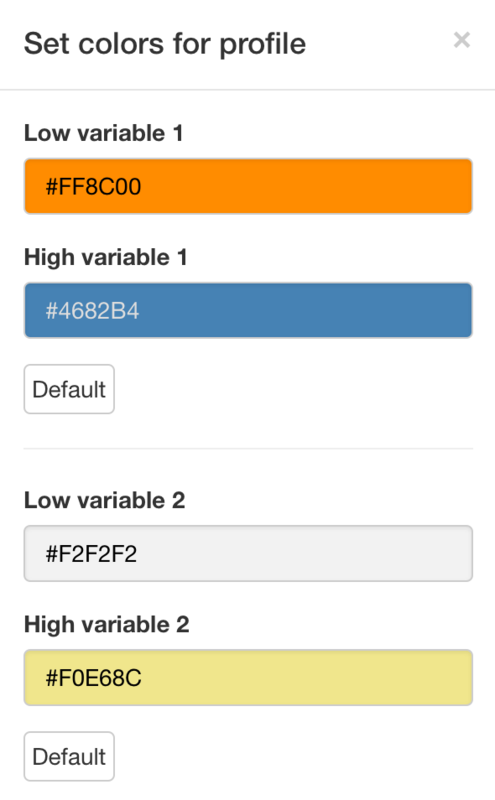 Set colors for profile ×
Low variable 1
#FF8C00
High variable 1
#4682B4
Default
Low variable 2
#F2F2F2
High variable 2
#F0E68C
Default